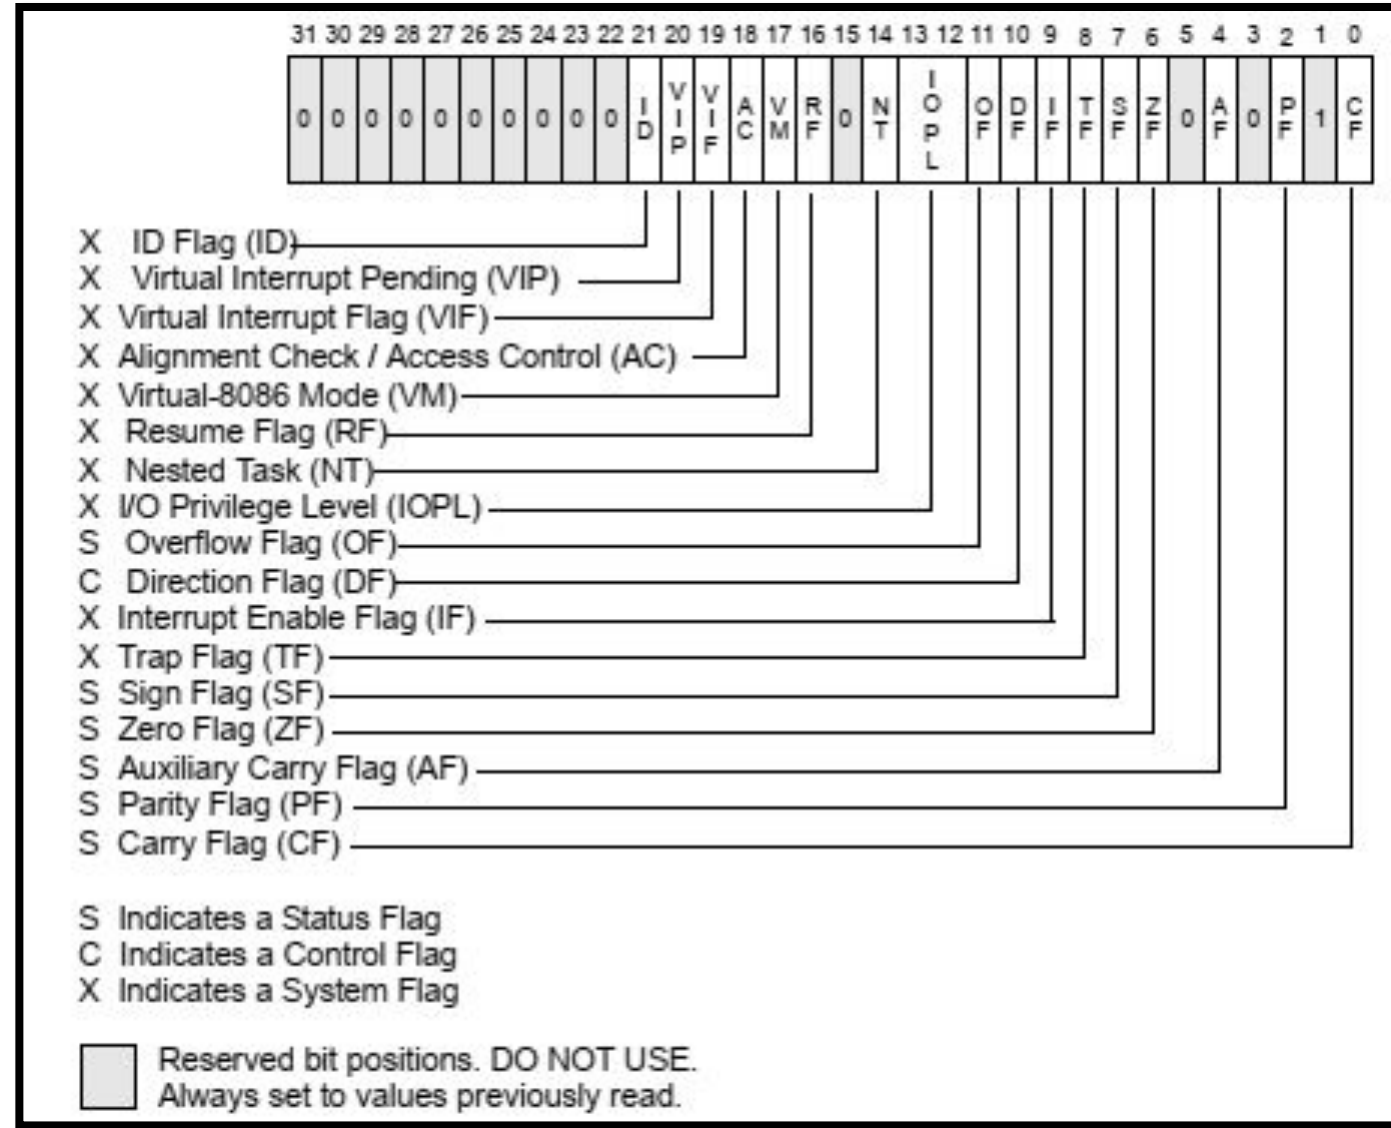 31 30 29 28 27 26 25 24 23 22 21 20 19 18 17 16 15 14 13 12 11 10 9 8 7 6 5 4 3 2 1 0
0 0 0 0 0 0 0 0 0 0 ID VIP VIF AC VM RF 0 NT IOPL OF DF IF TF SF ZF 0 AF 0 PF 1 CF
X ID Flag (ID)
X Virtual Interrupt Pending (VIP)
X Virtual Interrupt Flag (VIF)
X Alignment Check / Access Control (AC)
X Virtual-8086 Mode (VM)
X Resume Flag (RF)
X Nested Task (NT)
X I/O Privilege Level (IOPL)
S Overflow Flag (OF)
C Direction Flag (DF)
X Interrupt Enable Flag (IF)
X Trap Flag (TF)
S Sign Flag (SF)
S Zero Flag (ZF)
S Auxiliary Carry Flag (AF)
S Parity Flag (PF)
S Carry Flag (CF)
S Indicates a Status Flag
C Indicates a Control Flag
X Indicates a System Flag
Reserved bit positions. DO NOT USE.
Always set to values previously read.